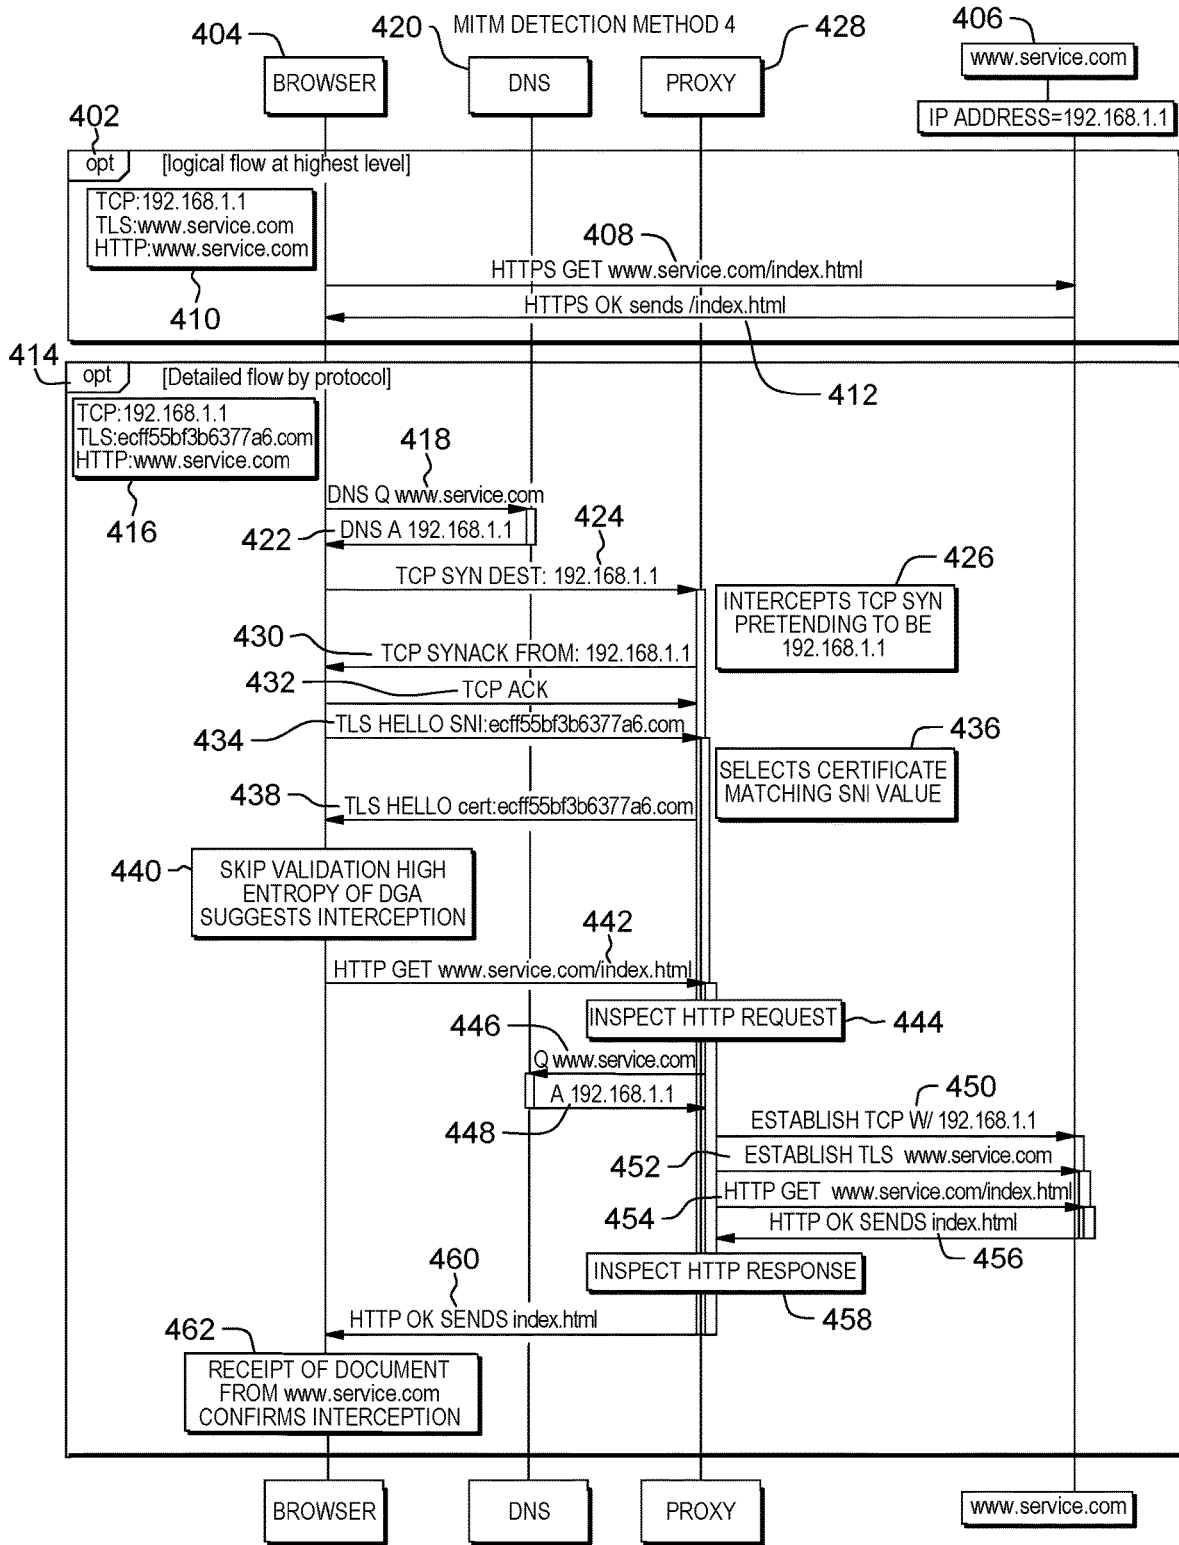 MITM DETECTION METHOD 4
404
420
428
406
BROWSER
DNS
PROXY
www.service.com
IP ADDRESS=192.168.1.1
402
opt
[logical flow at highest level]
TCP:192.168.1.1
TLS:www.service.com
HTTP:www.service.com
410
408
HTTPS GET www.service.com/index.html
HTTPS OK sends /index.html
412
414
opt
[Detailed flow by protocol]
TCP:192.168.1.1
TLS:ecff55bf3b6377a6.com
HTTP:www.service.com
416
418
DNS Q www.service.com
422
DNS A 192.168.1.1
424
TCP SYN DEST: 192.168.1.1
426
INTERCEPTS TCP SYN
PRETENDING TO BE
192.168.1.1
430
TCP SYNACK FROM: 192.168.1.1
432
TCP ACK
434
TLS HELLO SNI:ecff55bf3b6377a6.com
436
SELECTS CERTIFICATE
MATCHING SNI VALUE
438
TLS HELLO cert:ecff55bf3b6377a6.com
440
SKIP VALIDATION HIGH
ENTROPY OF DGA
SUGGESTS INTERCEPTION
442
HTTP GET www.service.com/index.html
INSPECT HTTP REQUEST
444
446
Q www.service.com
A 192.168.1.1
448
450
ESTABLISH TCP W/ 192.168.1.1
452
ESTABLISH TLS www.service.com
454
HTTP GET www.service.com/index.html
HTTP OK SENDS index.html
456
INSPECT HTTP RESPONSE
458
460
HTTP OK SENDS index.html
462
RECEIPT OF DOCUMENT
FROM www.service.com
CONFIRMS INTERCEPTION
BROWSER
DNS
PROXY
www.service.com